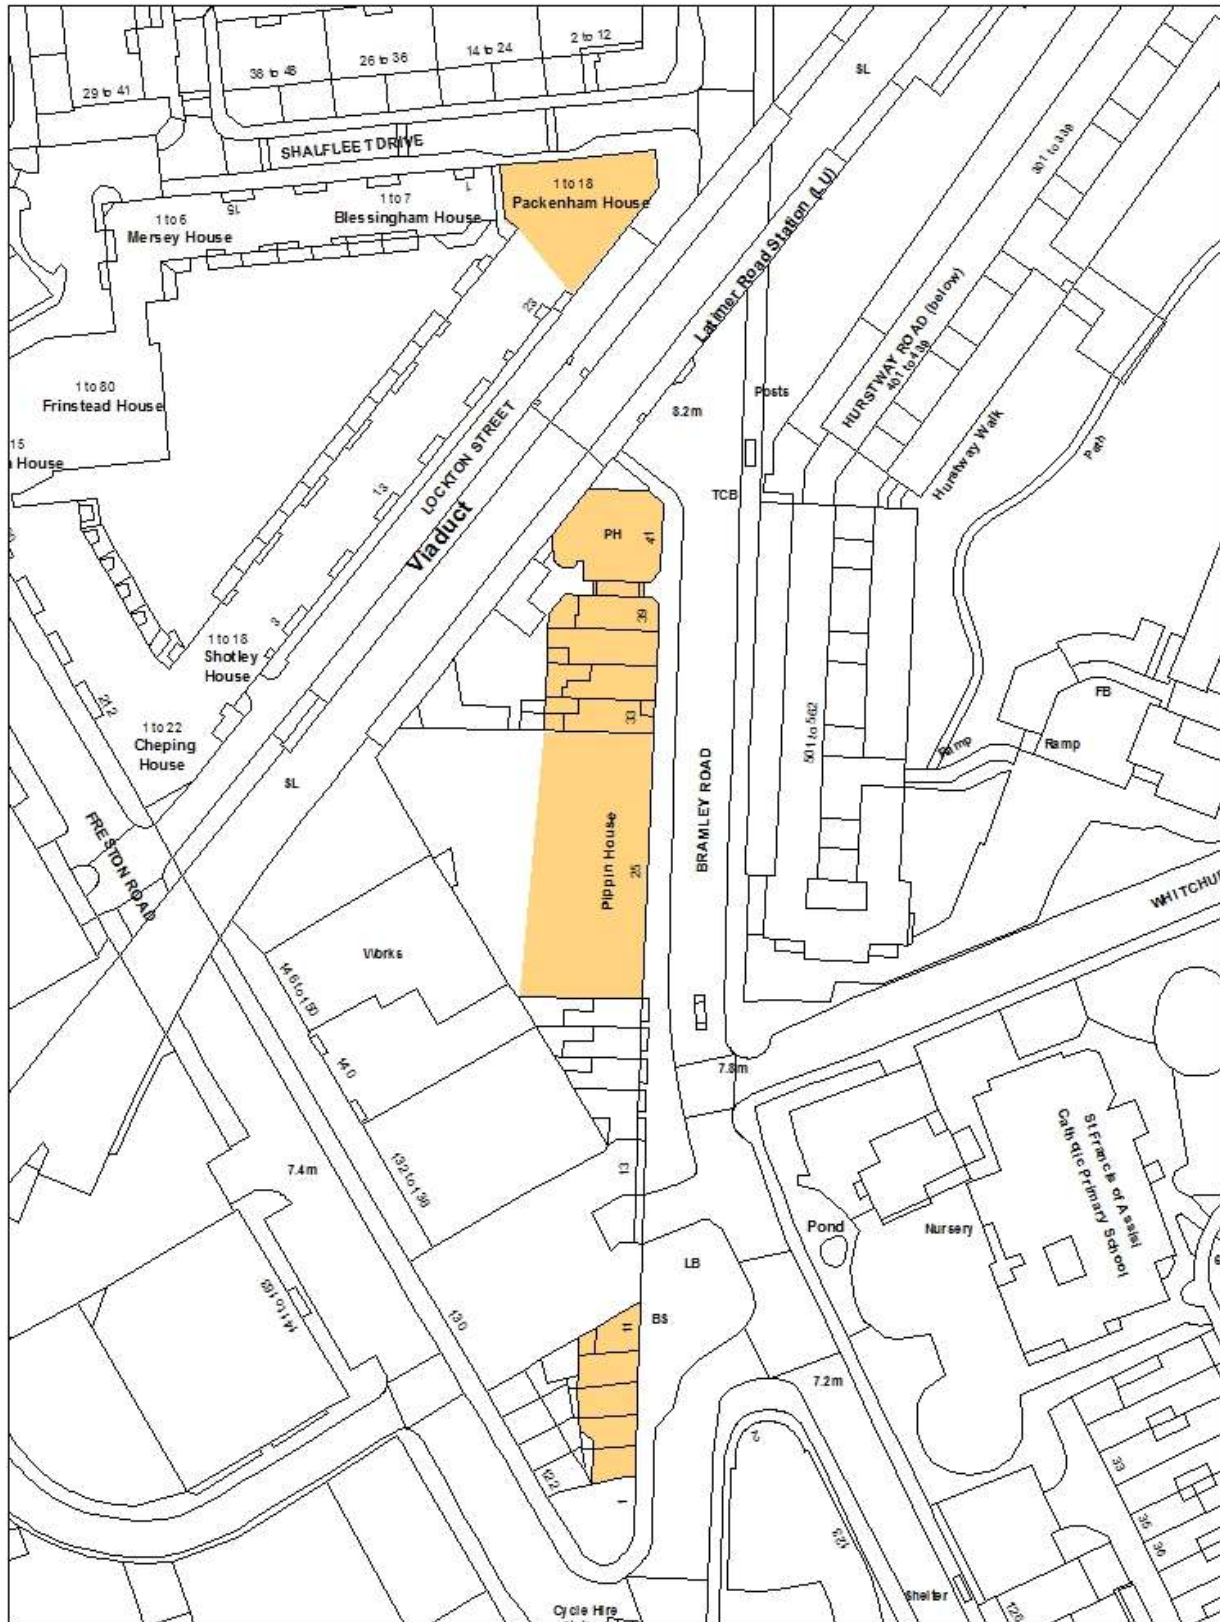 2 to 12
14 to 24
26 to 36
38 to 48
29 to 41
SL
SHALFLEET DRIVE
301 to 339
1 to 18
Packenham House
1
1 to 7
Blessingham House
15
1 to 6
Mersey House
Latimer Road Station (LU)
HURSTWAY ROAD (below)
401 to 439
23
1 to 80
Frinstead House
15
House
8.2m
Posts
LOCKTON STREET
Hurstway Walk
Path
13
TCB
Viaduct
PH
41
39
3
1 to 18
Shotley
House
212
1 to 22
Cheping
House
33
FB
Ramp
Ramp
501 to 562
SL
BRAMLEY ROAD
FRESTON ROAD
Pippin House
25
WHITCHU
Works
146 to 150
140
7.8m
St Francis of Assisi
Catholic Primary School
132 to 138
13
7.4m
Pond
Nursery
LB
141 to 163
130
11
BS
7.2m
2
122
1
33
35
36
123
Shelter
126
Cycle Hire